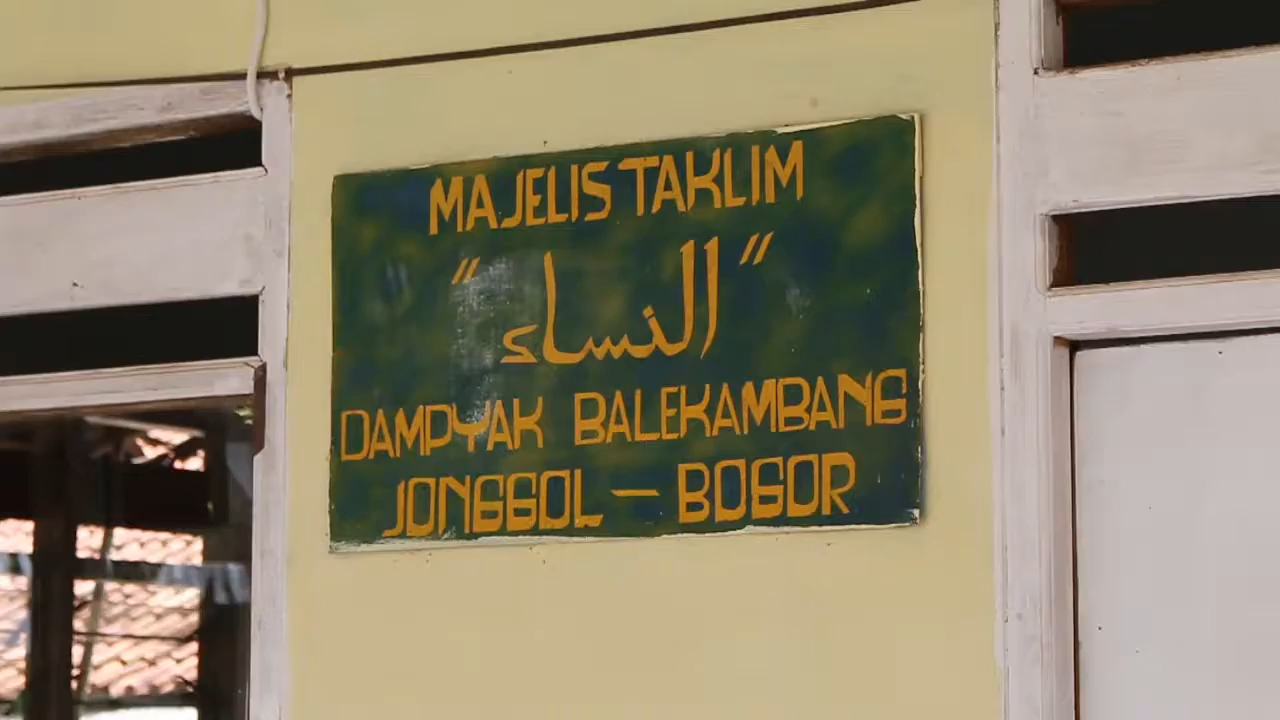 MAJELIS TAKLIM
"النساء"
DAMPYAK BALEKAMBANG
JONGGOL – BOGOR